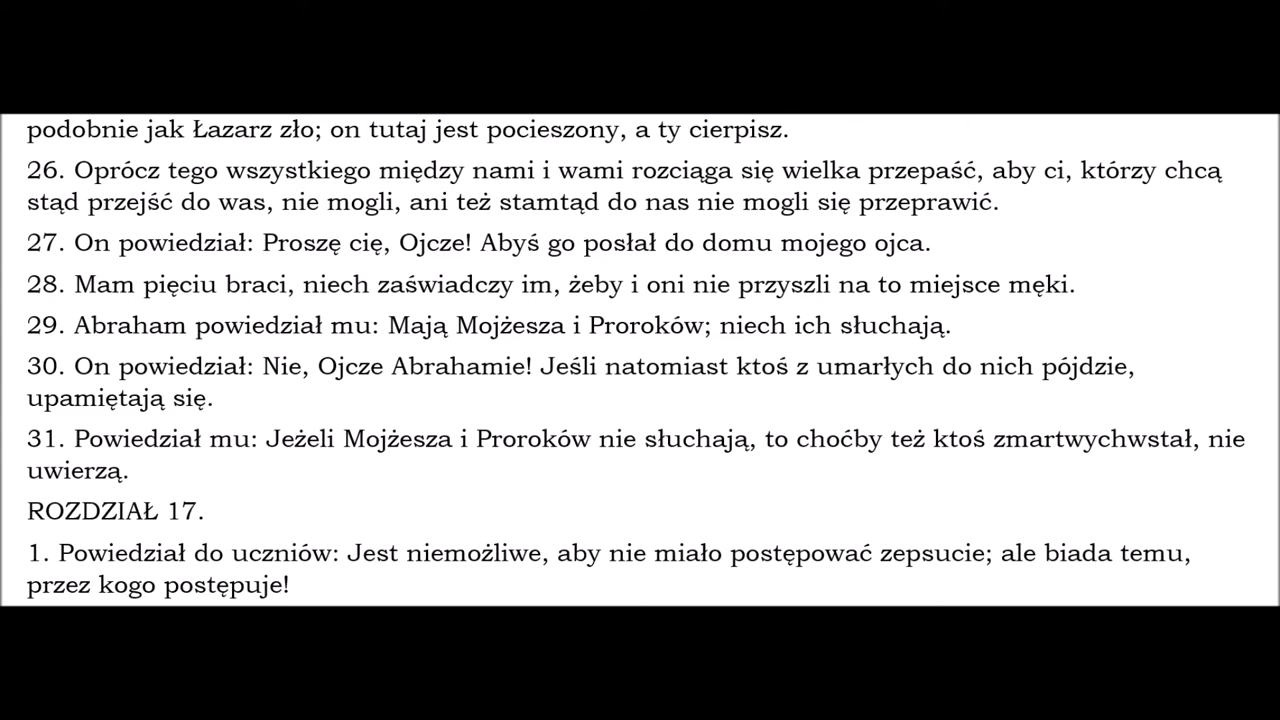 podobnie jak Łazarz zło; on tutaj jest pocieszony, a ty cierpisz.
26. Oprócz tego wszystkiego między nami i wami rozciąga się wielka przepaść, aby ci, którzy chcą
stąd przejść do was, nie mogli, ani też stamtąd do nas nie mogli się przeprawić.
27. On powiedział: Proszę cię, Ojcze! Abyś go posłał do domu mojego ojca.
28. Mam pięciu braci, niech zaświadczy im, żeby i oni nie przyszli na to miejsce męki.
29. Abraham powiedział mu: Mają Mojżesza i Proroków; niech ich słuchają.
30. On powiedział: Nie, Ojcze Abrahamie! Jeśli natomiast ktoś z umarłych do nich pójdzie,
upamiętają się.
31. Powiedział mu: Jeżeli Mojżesza i Proroków nie słuchają, to choćby też ktoś zmartwychwstał, nie
uwierzą.
ROZDZIAŁ 17.
1. Powiedział do uczniów: Jest niemożliwe, aby nie miało postępować zepsucie; ale biada temu,
przez kogo postępuje!